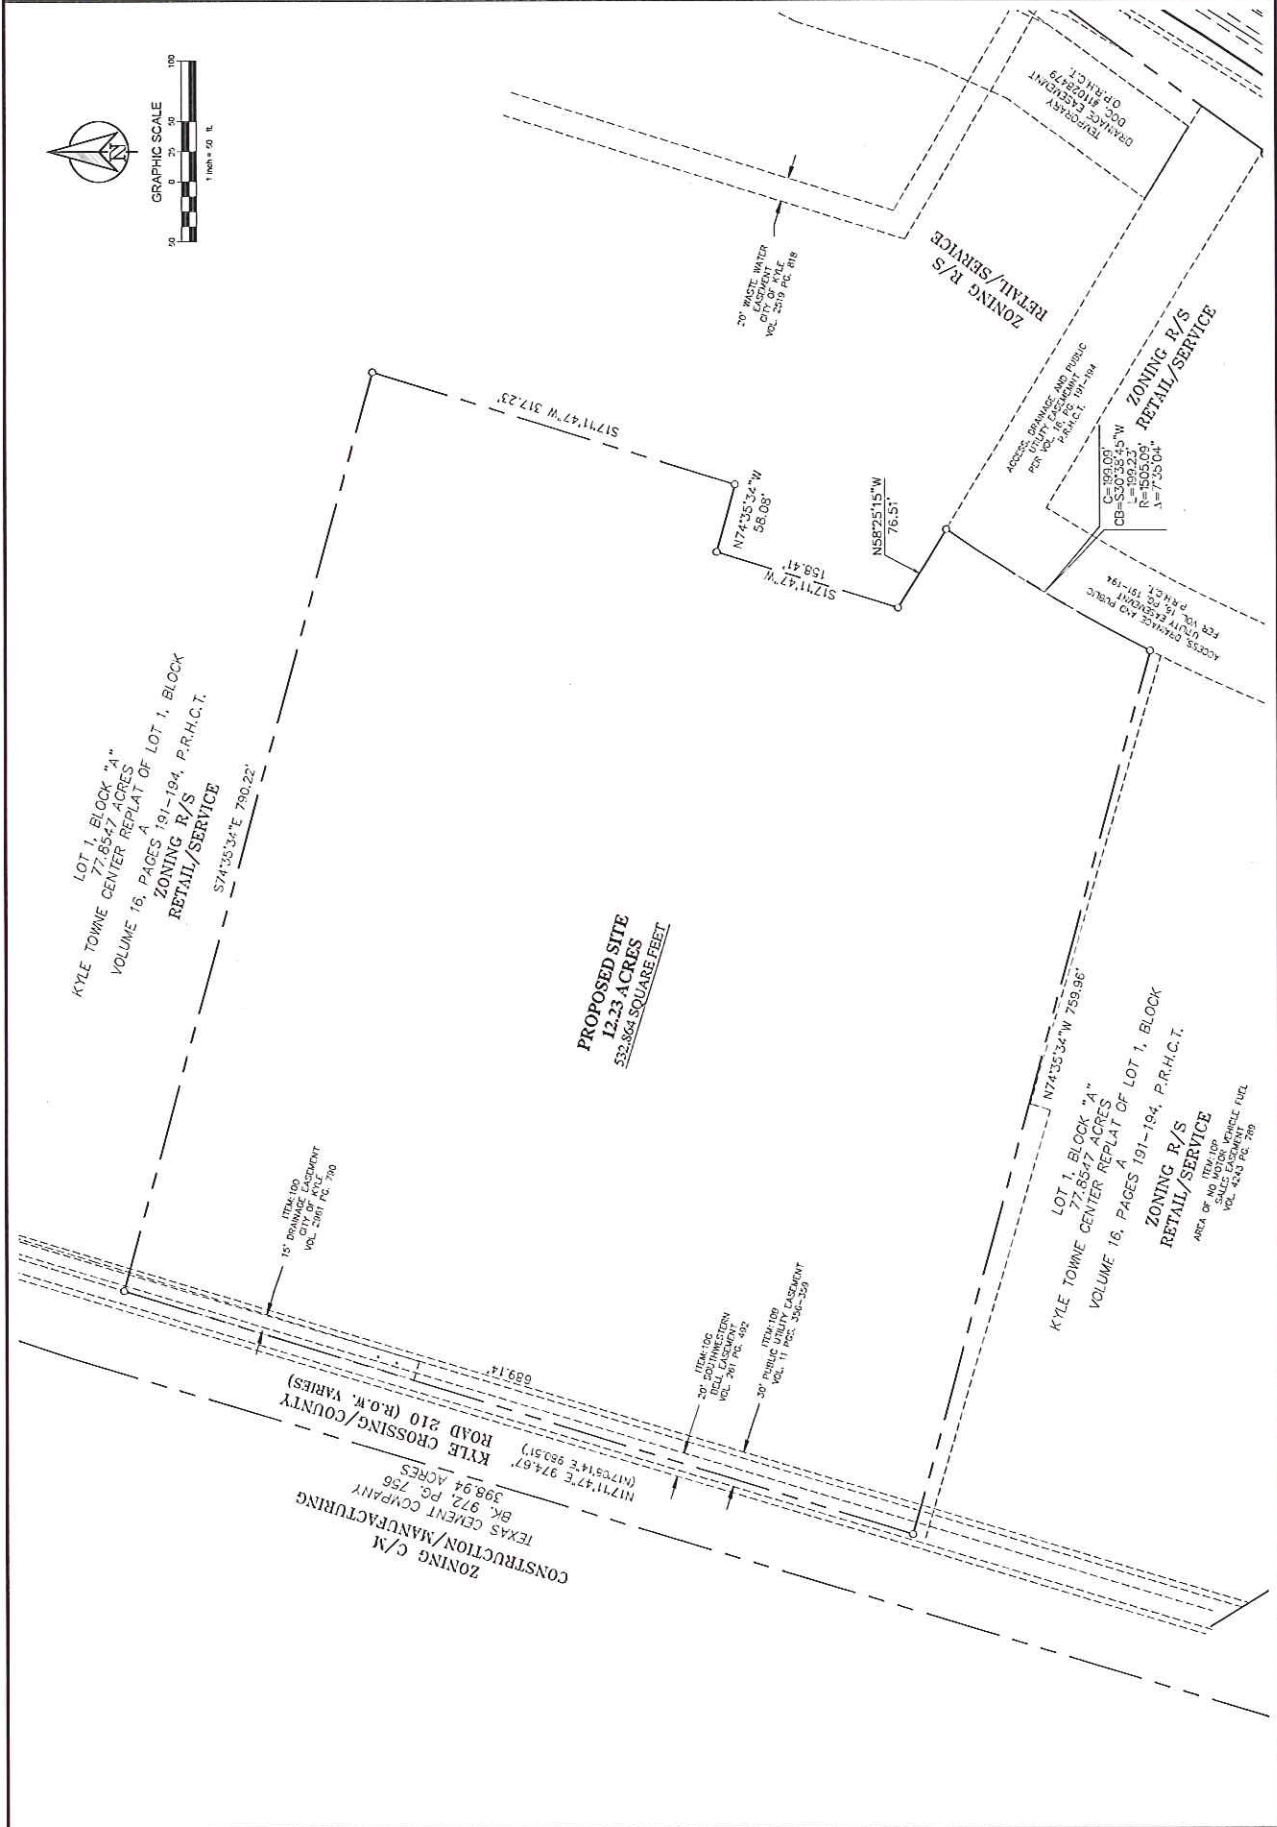 N
GRAPHIC SCALE
50
0
25
50
100
1 inch = 50 ft.
TEMPORARY
DRAINAGE EASEMENT
DOC. #11028479
O.P.R.H.C.T.
20' WASTE WATER
EASEMENT
CITY OF KYLE
VOL. 2519 PG. 818
ZONING R/S
RETAIL/SERVICE
LOT 1, BLOCK "A"
77.8547 ACRES
KYLE TOWNE CENTER REPLAT OF LOT 1, BLOCK
A
VOLUME 16, PAGES 191-194, P.R.H.C.T.
ZONING R/S
RETAIL/SERVICE
S74°35'34"E 790.22'
S17°11'47"W 317.23'
N74°35'34"W
58.08'
S17°11'47"W
158.41'
N58°25'15"W
76.51'
ACCESS, DRAINAGE AND PUBLIC
UTILITY EASEMENT
PER VOL. 16, PG. 191-194
P.R.H.C.T.
ZONING R/S
RETAIL/SERVICE
C=199.09'
CB=S30°38'45"W
L=199.23'
R=1505.09'
Δ=7°35'04"
ACCESS, DRAINAGE AND PUBLIC
UTILITY EASEMENT
PER VOL. 16, PG. 191-194
P.R.H.C.T.
PROPOSED SITE
12.23 ACRES
532,864 SQUARE FEET
ITEM:10O
15' DRAINAGE EASEMENT
CITY OF KYLE
VOL. 2961 PG. 790
689.14'
ITEM:10G
20' SOUTHWESTERN
BELL EASEMENT
VOL. 261 PG. 492
ITEM:10B
30' PUBLIC UTILITY EASEMENT
VOL. 11 PGS. 356-359
N74°35'34"W 759.96'
LOT 1, BLOCK "A"
77.8547 ACRES
KYLE TOWNE CENTER REPLAT OF LOT 1, BLOCK
A
VOLUME 16, PAGES 191-194, P.R.H.C.T.
ZONING R/S
RETAIL/SERVICE
ITEM:10P
AREA OF NO MOTOR VEHICLE FUEL
SALES EASEMENT
VOL. 4243 PG. 789
N17°11'47"E 974.67'
(N17°05'14"E 980.51')
KYLE CROSSING/COUNTY
ROAD 210 (R.O.W. VARIES)
ZONING C/M
CONSTRUCTION/MANUFACTURING
TEXAS CEMENT COMPANY
BK. 972, PG. 756
398.94 ACRES